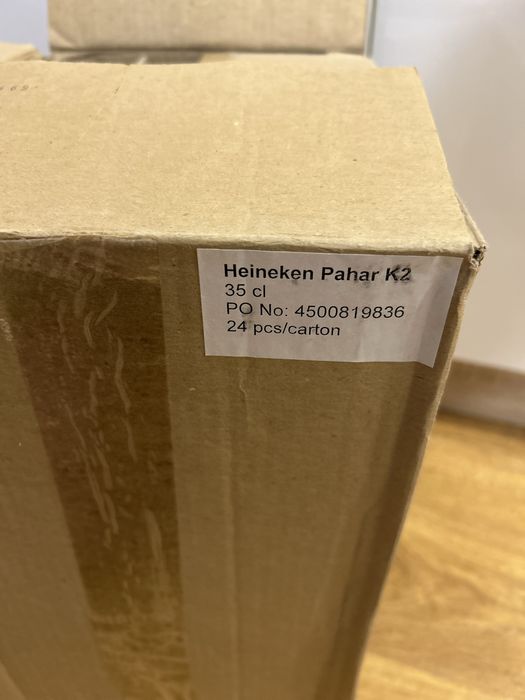 Heineken Pahar K2
35 cl
PO No: 4500819836
24 pcs/carton